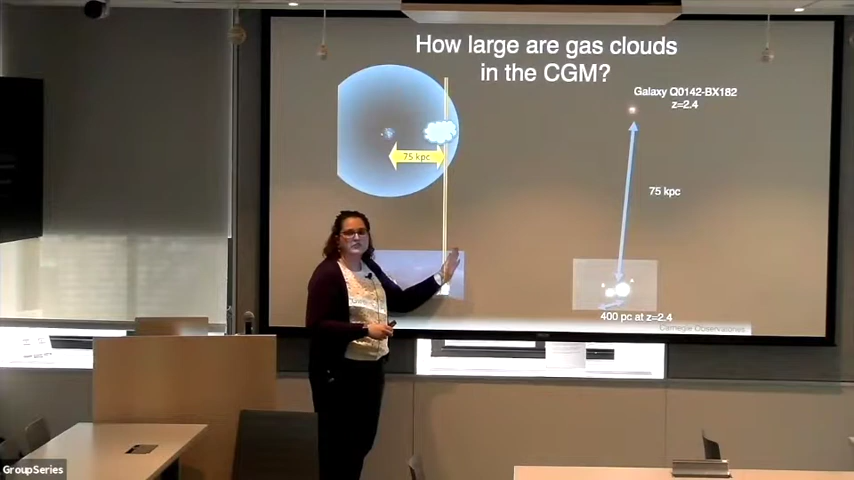 How large are gas clouds
in the CGM?
Galaxy Q0142-BX182
z=2.4
75 kpc
75 kpc
400 pc at z=2.4
Carnegie Observatories
GroupSeries